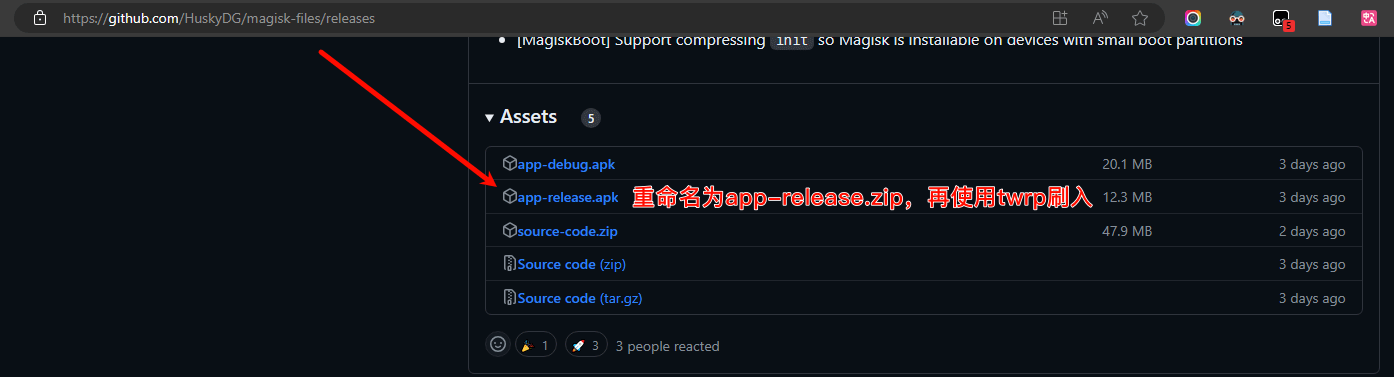 https://github.com/HuskyDG/magisk-files/releases
5
[MagiskBoot] Support compressing init so Magisk is installable on devices with small boot partitions
Assets 5
app-debug.apk 20.1 MB 3 days ago
app-release.apk 重命名为app-release.zip，再使用twrp刷入 12.3 MB 3 days ago
source-code.zip 47.9 MB 2 days ago
Source code (zip) 3 days ago
Source code (tar.gz) 3 days ago
1 3 3 people reacted